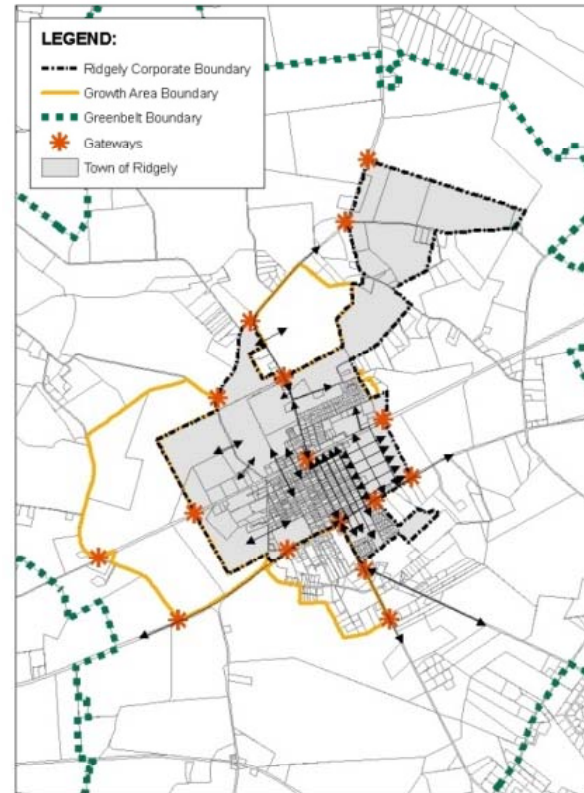 LEGEND:
Ridgely Corporate Boundary
Growth Area Boundary
Greenbelt Boundary
Gateways
Town of Ridgely